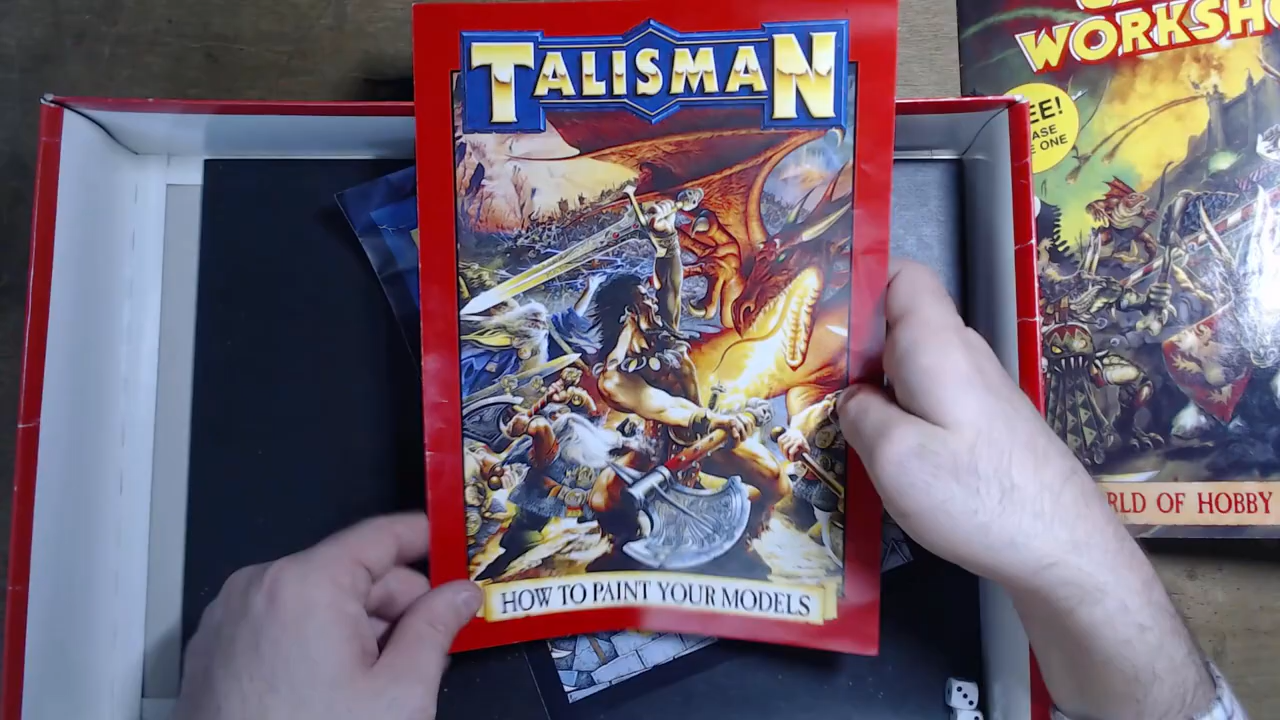 TALISMAN
HOW TO PAINT YOUR MODELS
WORKSHO
EE!
ASE
E ONE
RLD OF HOBBY